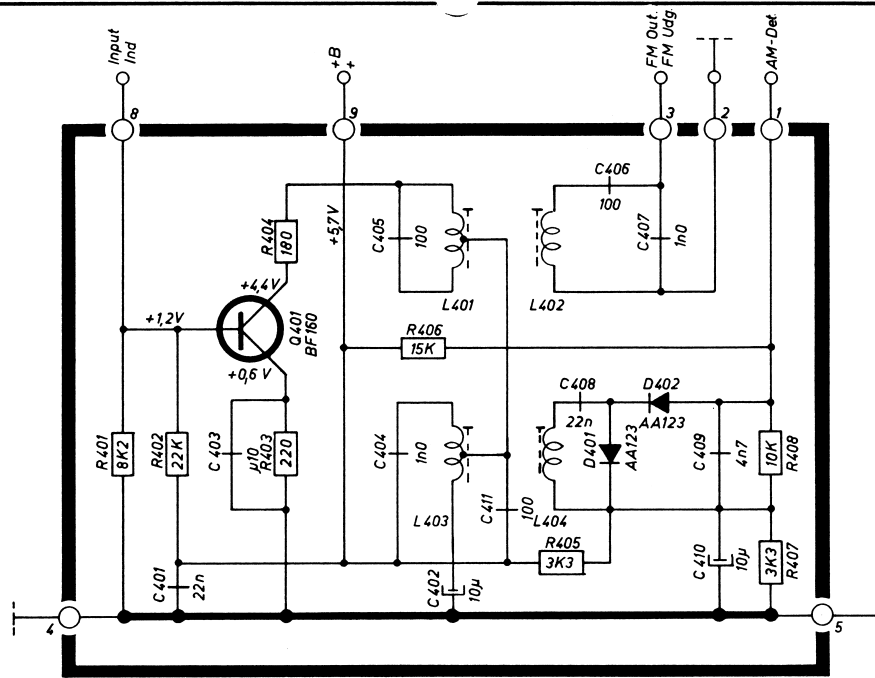 Input
Ind
+B
+
FM Out.
FM Udg.
AM-Det.
8
9
3
2
1
C406
100
R404
180
+5,7V
C405
100
C407
1n0
+4,4V
L401
L402
+1,2V
Q401
BF160
R406
15K
+0,6 V
C408
22n
D402
AA123
R401
8K2
R402
22K
C403
µ10
R403
220
C404
1n0
D401
AA123
C409
4n7
10K
R408
L403
C411
100
L404
R405
3K3
C401
22n
C402
10µ
C410
10µ
3K3
R407
4
5